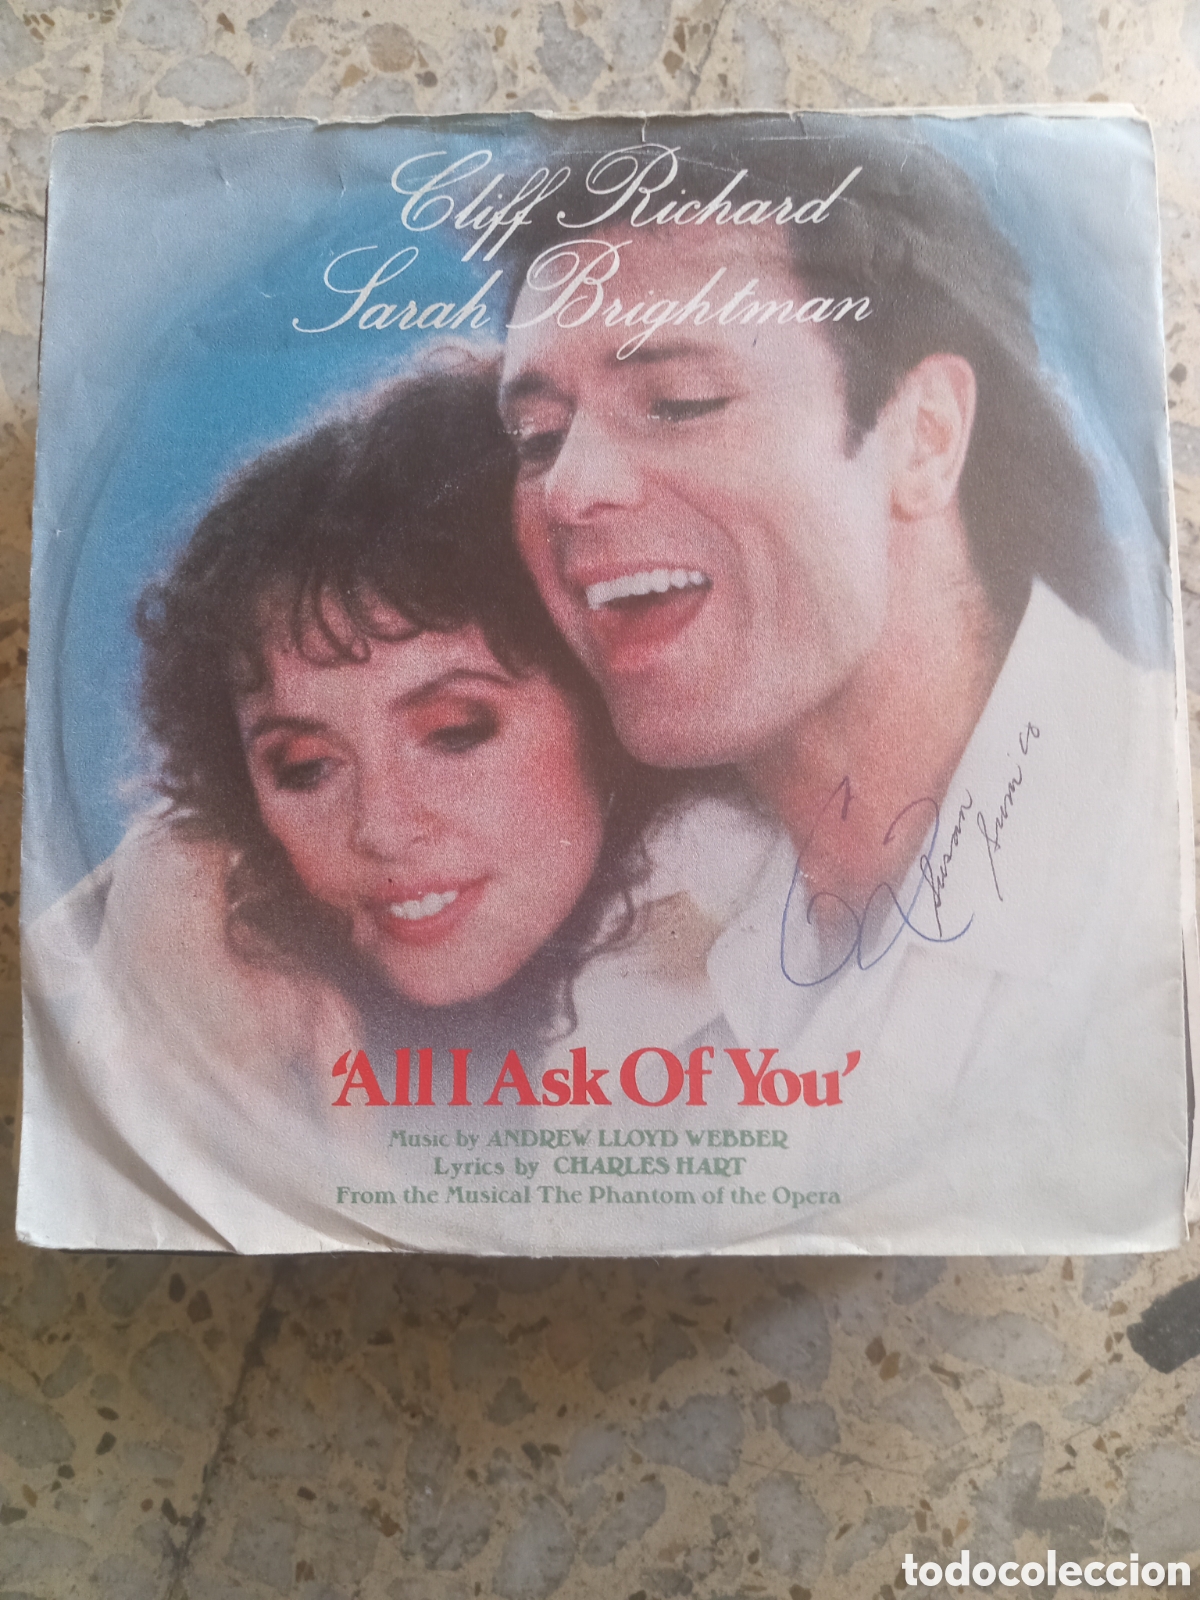 Cliff Richard
Sarah Brightman
Susan
'All I Ask Of You'
Music by ANDREW LLOYD WEBBER
Lyrics by CHARLES HART
From the Musical The Phantom of the Opera
todocoleccion